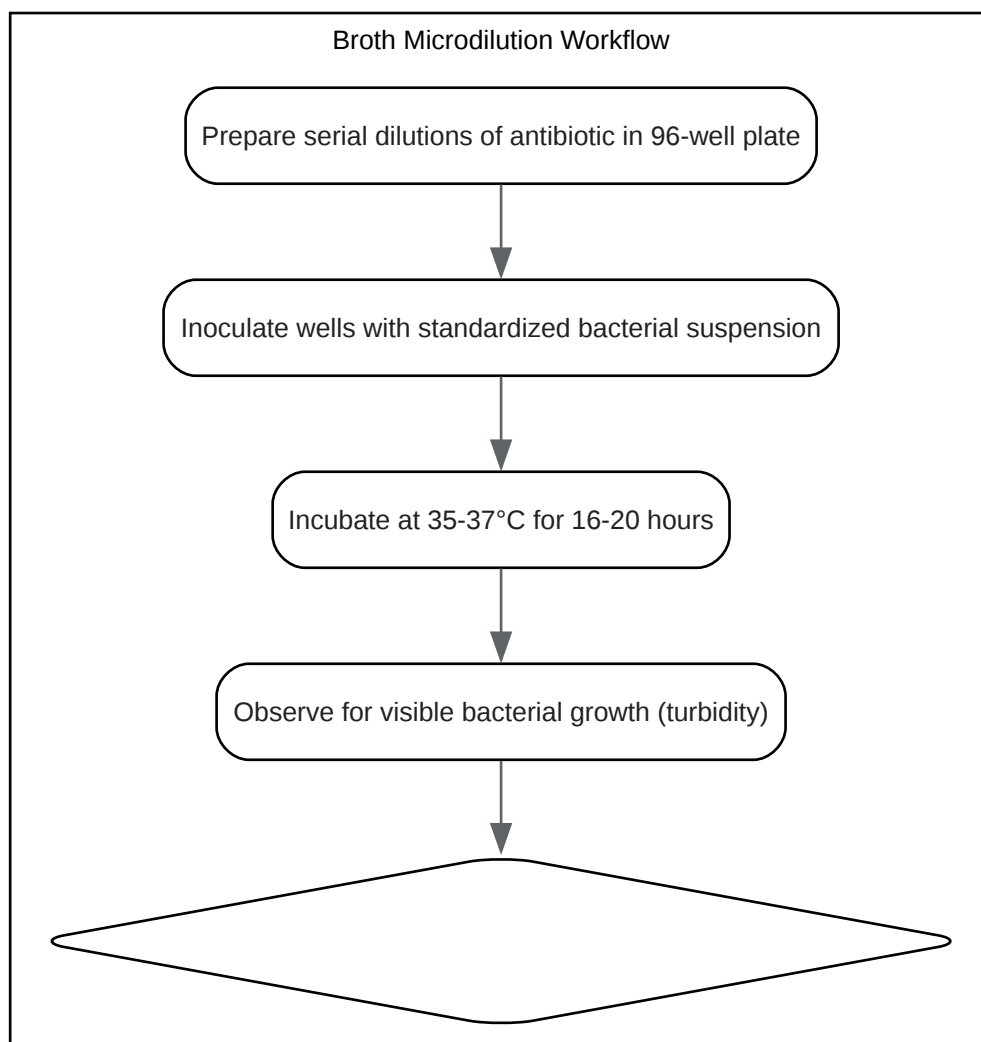 Broth Microdilution Workflow
Prepare serial dilutions of antibiotic in 96-well plate
Inoculate wells with standardized bacterial suspension
Incubate at 35-37°C for 16-20 hours
Observe for visible bacterial growth (turbidity)